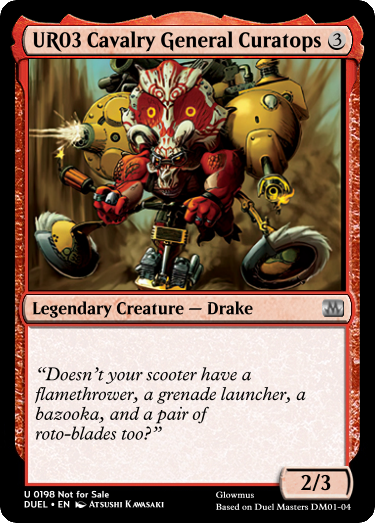 UR03 Cavalry General Curatops 3
Legendary Creature — Drake
“Doesn’t your scooter have a
flamethrower, a grenade launcher, a
bazooka, and a pair of
roto-blades too?”
2/3
U 0198 Not for Sale
DUEL • EN Atsushi Kawasaki
Glowmus
Based on Duel Masters DM01-04